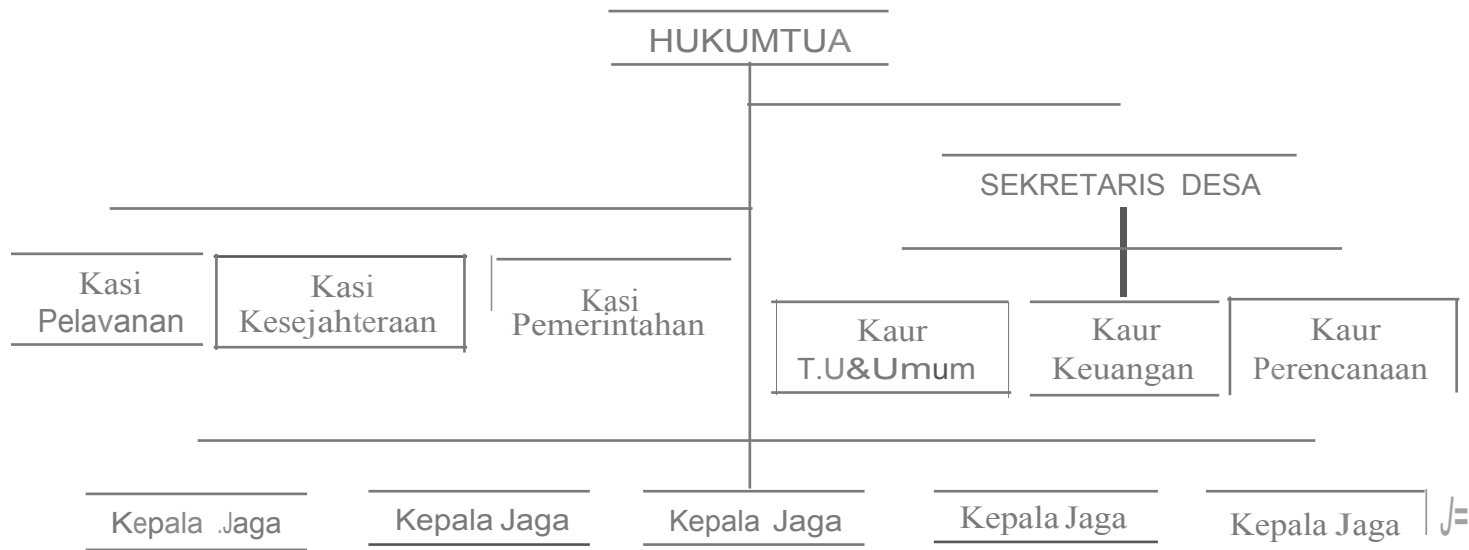 HUKUMTUA
SEKRETARIS DESA
Kasi
Pelavanan
Kasi
Kesejahteraan
Kasi
Pemerintahan
Kaur
T.U&Umum
Kaur
Keuangan
Kaur
Perencanaan
Kepala .Jaga
Kepala Jaga
Kepala Jaga
Kepala Jaga
Kepala Jaga